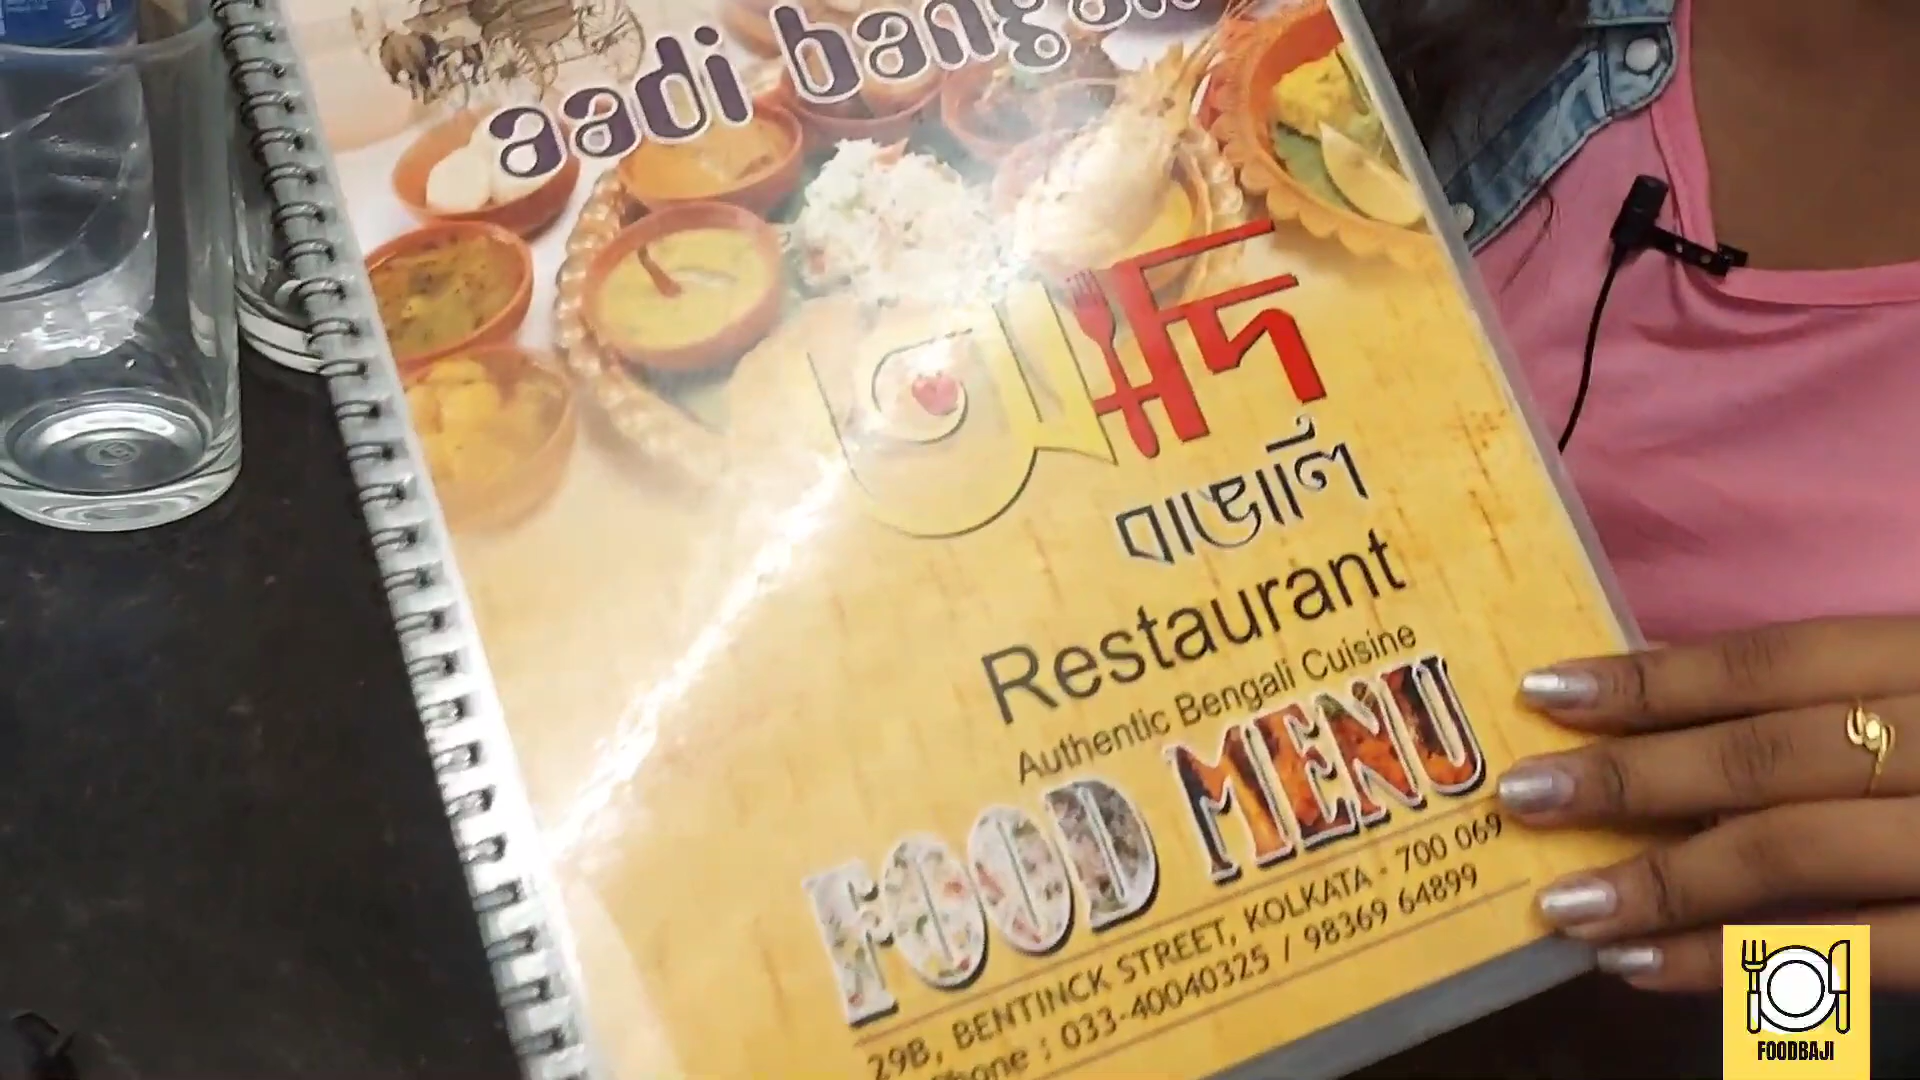 aadi bangali
আদি
বাঙালি
Restaurant
Authentic Bengali Cuisine
FOOD MENU
29B, BENTINCK STREET, KOLKATA - 700 069
Phone : 033-40040325 / 98369 64899
FOODBAJI